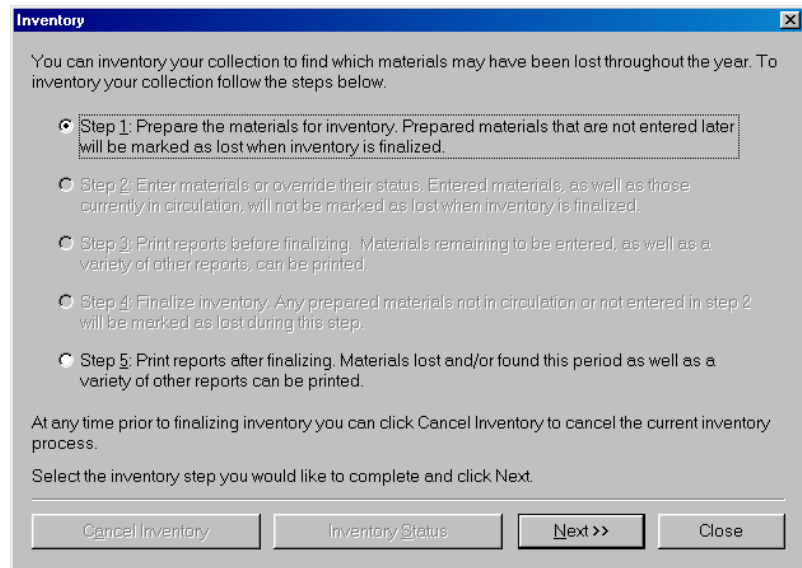 Inventory
You can inventory your collection to find which materials may have been lost throughout the year. To
inventory your collection follow the steps below.
Step 1: Prepare the materials for inventory. Prepared materials that are not entered later
will be marked as lost when inventory is finalized.
Step 2: Enter materials or override their status. Entered materials, as well as those
currently in circulation, will not be marked as lost when inventory is finalized.
Step 3: Print reports before finalizing.  Materials remaining to be entered, as well as a
variety of other reports, can be printed.
Step 4: Finalize inventory. Any prepared materials not in circulation or not entered in step 2
will be marked as lost during this step.
Step 5: Print reports after finalizing. Materials lost and/or found this period as well as a
variety of other reports can be printed.
At any time prior to finalizing inventory you can click Cancel Inventory to cancel the current inventory
process.
Select the inventory step you would like to complete and click Next.
Cancel Inventory Inventory Status Next >> Close